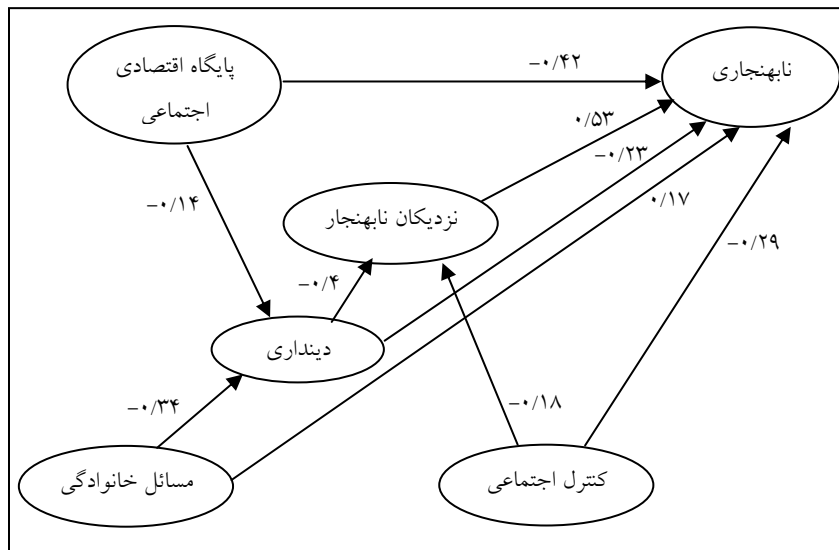 پایگاه اقتصادی
اجتماعی
نابهنجاری
−۰/۴۲
۰/۵۳
−۰/۲۳
۰/۱۷
−۰/۱۴
نزدیکان نابهنجار
−۰/۲۹
−۰/۴
دینداری
−۰/۳۴
−۰/۱۸
مسائل خانوادگی
کنترل اجتماعی